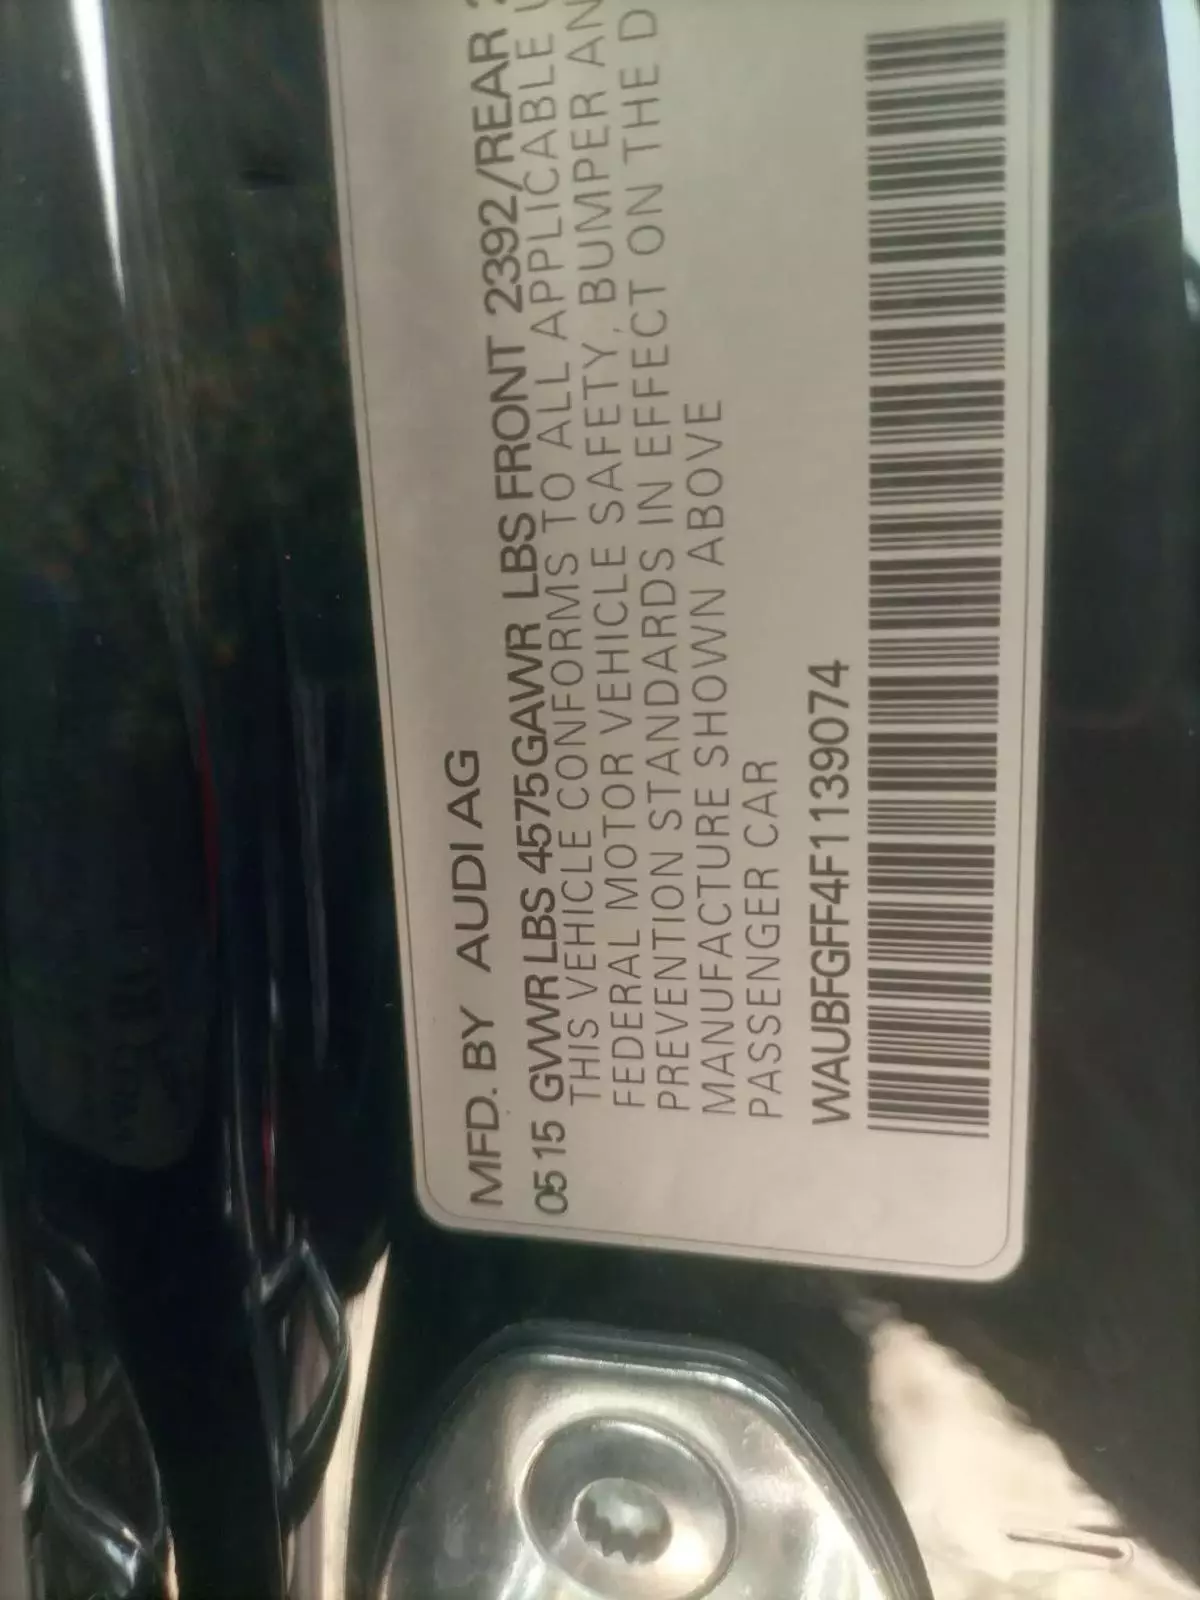 MFD. BY AUDI AG
05 15 GVWR LBS 4575 GAWR LBS FRONT 2392/REAR
THIS VEHICLE CONFORMS TO ALL APPLICABLE
FEDERAL MOTOR VEHICLE SAFETY, BUMPER
PREVENTION STANDARDS IN EFFECT ON THE
MANUFACTURE SHOWN ABOVE
PASSENGER CAR
WAUBFGFF4F1139074